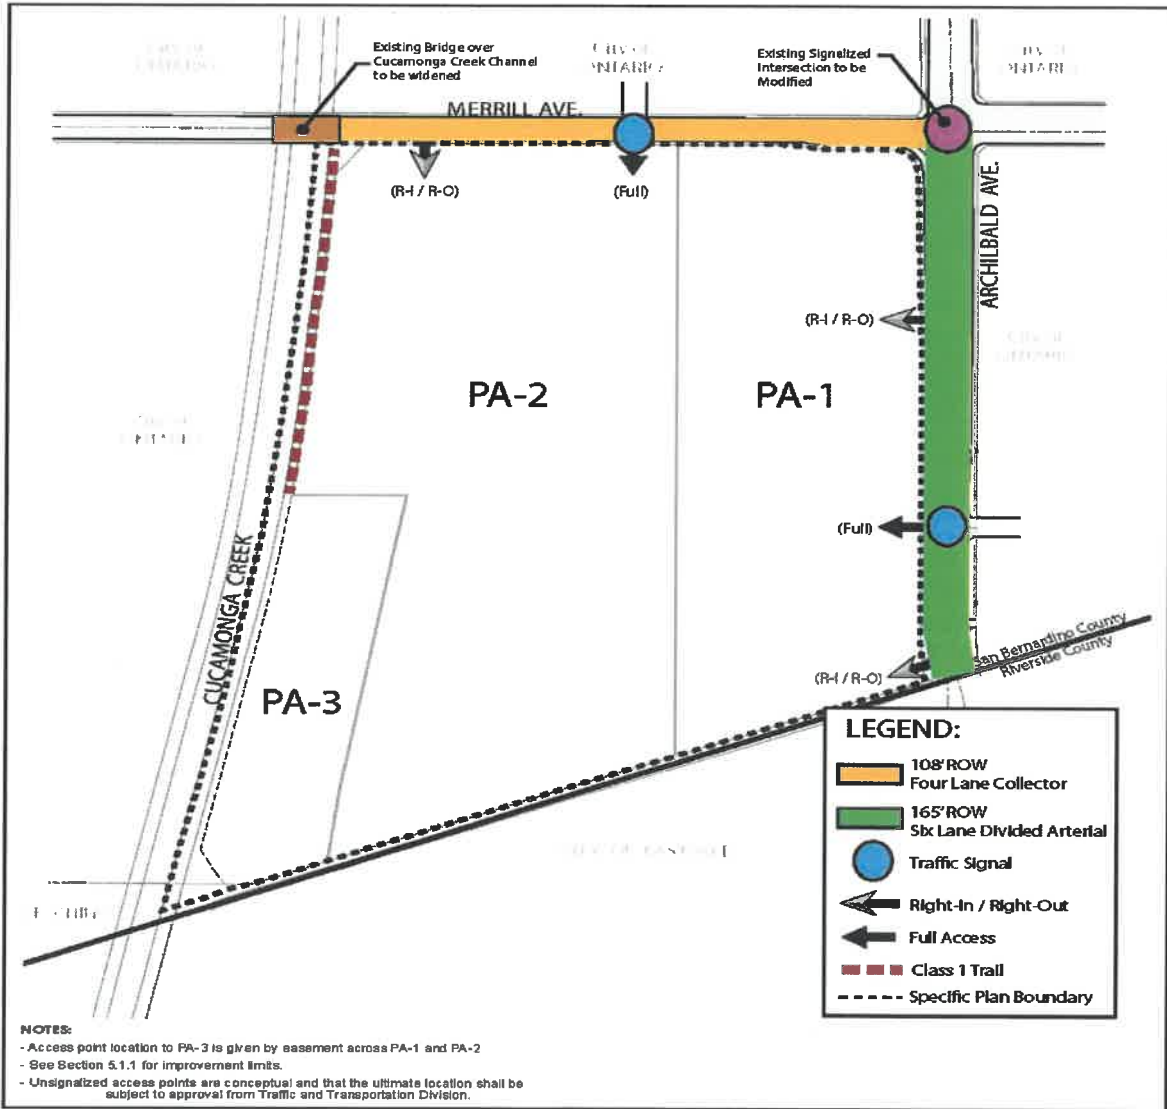 Existing Bridge over
Cucamonga Creek Channel
to be widened
CITY OF
ONTARIO
Existing Signalized
Intersection to be
Modified
MERRILL AVE.
(R-I / R-O)
(Full)
ARCHILBALD AVE.
(R-I / R-O)
PA-2
PA-1
(Full)
CUCAMONGA CREEK
San Bernardino County
Riverside County
(R-I / R-O)
PA-3
LEGEND:
108' ROW
Four Lane Collector
165' ROW
Six Lane Divided Arterial
Traffic Signal
Right-In / Right-Out
Full Access
Class 1 Trail
Specific Plan Boundary
NOTES:
- Access point location to PA-3 is given by easement across PA-1 and PA-2
- See Section 5.1.1 for improvement limits.
- Unsignalized access points are conceptual and that the ultimate location shall be
subject to approval from Traffic and Transportation Division.